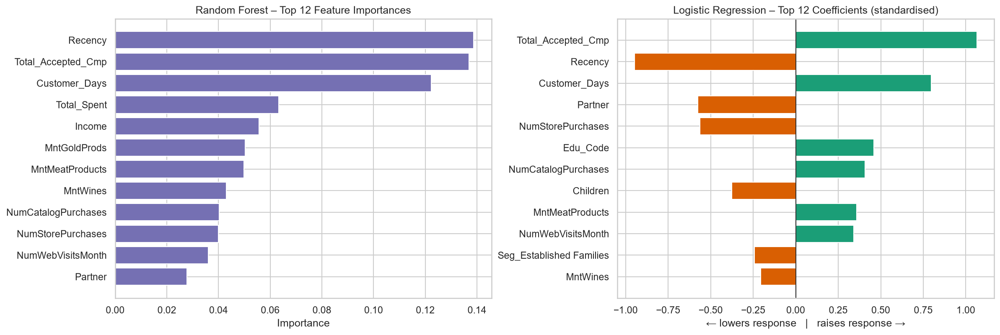 Random Forest – Top 12 Feature Importances
Recency
Total_Accepted_Cmp
Customer_Days
Total_Spent
Income
MntGoldProds
MntMeatProducts
MntWines
NumCatalogPurchases
NumStorePurchases
NumWebVisitsMonth
Partner
0.00 0.02 0.04 0.06 0.08 0.10 0.12 0.14
Importance
Logistic Regression – Top 12 Coefficients (standardised)
Total_Accepted_Cmp
Recency
Customer_Days
Partner
NumStorePurchases
Edu_Code
NumCatalogPurchases
Children
MntMeatProducts
NumWebVisitsMonth
Seg_Established Families
MntWines
−1.00 −0.75 −0.50 −0.25 0.00 0.25 0.50 0.75 1.00
← lowers response | raises response →